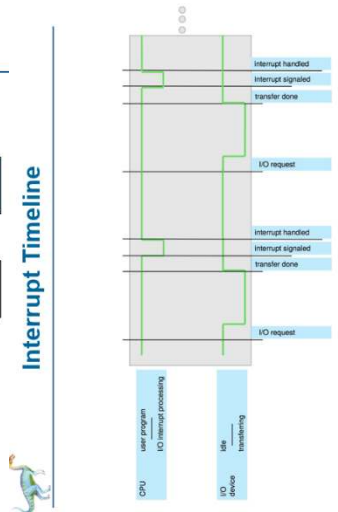 Interrupt Timeline
CPU
user program
I/O interrupt processing
I/O
device
idle
transferring
I/O request
transfer done
interrupt signaled
interrupt handled
I/O request
transfer done
interrupt signaled
interrupt handled